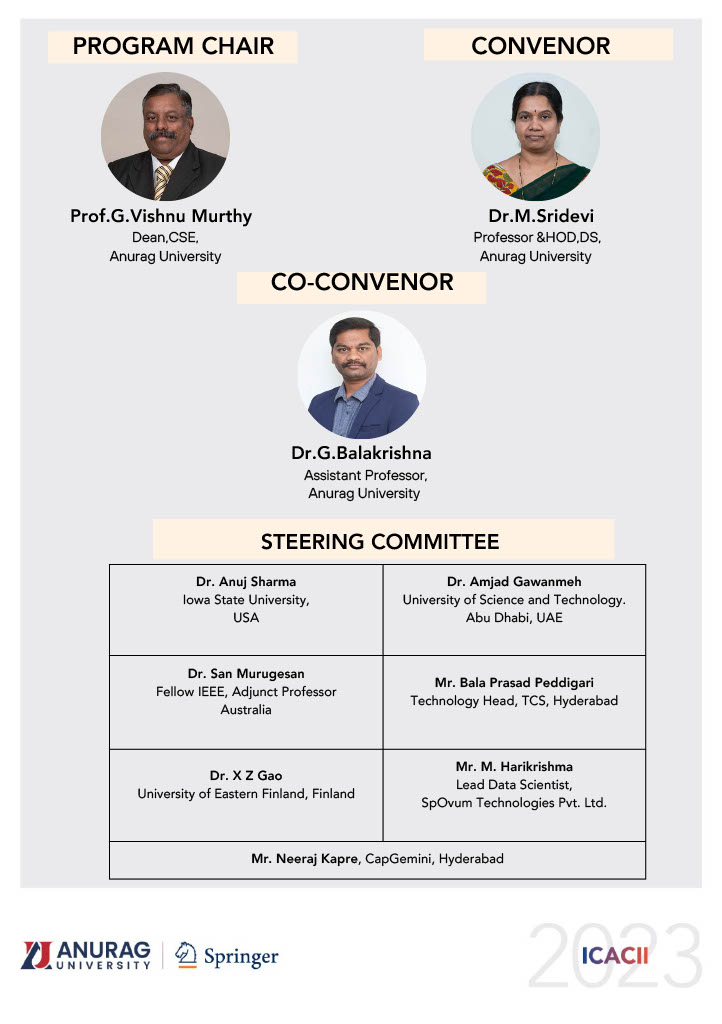 PROGRAM CHAIR
CONVENOR
Prof.G.Vishnu Murthy
Dean,CSE,
Anurag University
Dr.M.Sridevi
Professor &HOD,DS,
Anurag University
CO-CONVENOR
Dr.G.Balakrishna
Assistant Professor,
Anurag University
STEERING COMMITTEE
Dr. Anuj Sharma
Iowa State University,
USA
Dr. Amjad Gawanmeh
University of Science and Technology.
Abu Dhabi, UAE
Dr. San Murugesan
Fellow IEEE, Adjunct Professor
Australia
Mr. Bala Prasad Peddigari
Technology Head, TCS, Hyderabad
Dr. X Z Gao
University of Eastern Finland, Finland
Mr. M. Harikrishma
Lead Data Scientist,
SpOvum Technologies Pvt. Ltd.
Mr. Neeraj Kapre, CapGemini, Hyderabad
ANURAG
UNIVERSITY
Springer
2023
ICACII